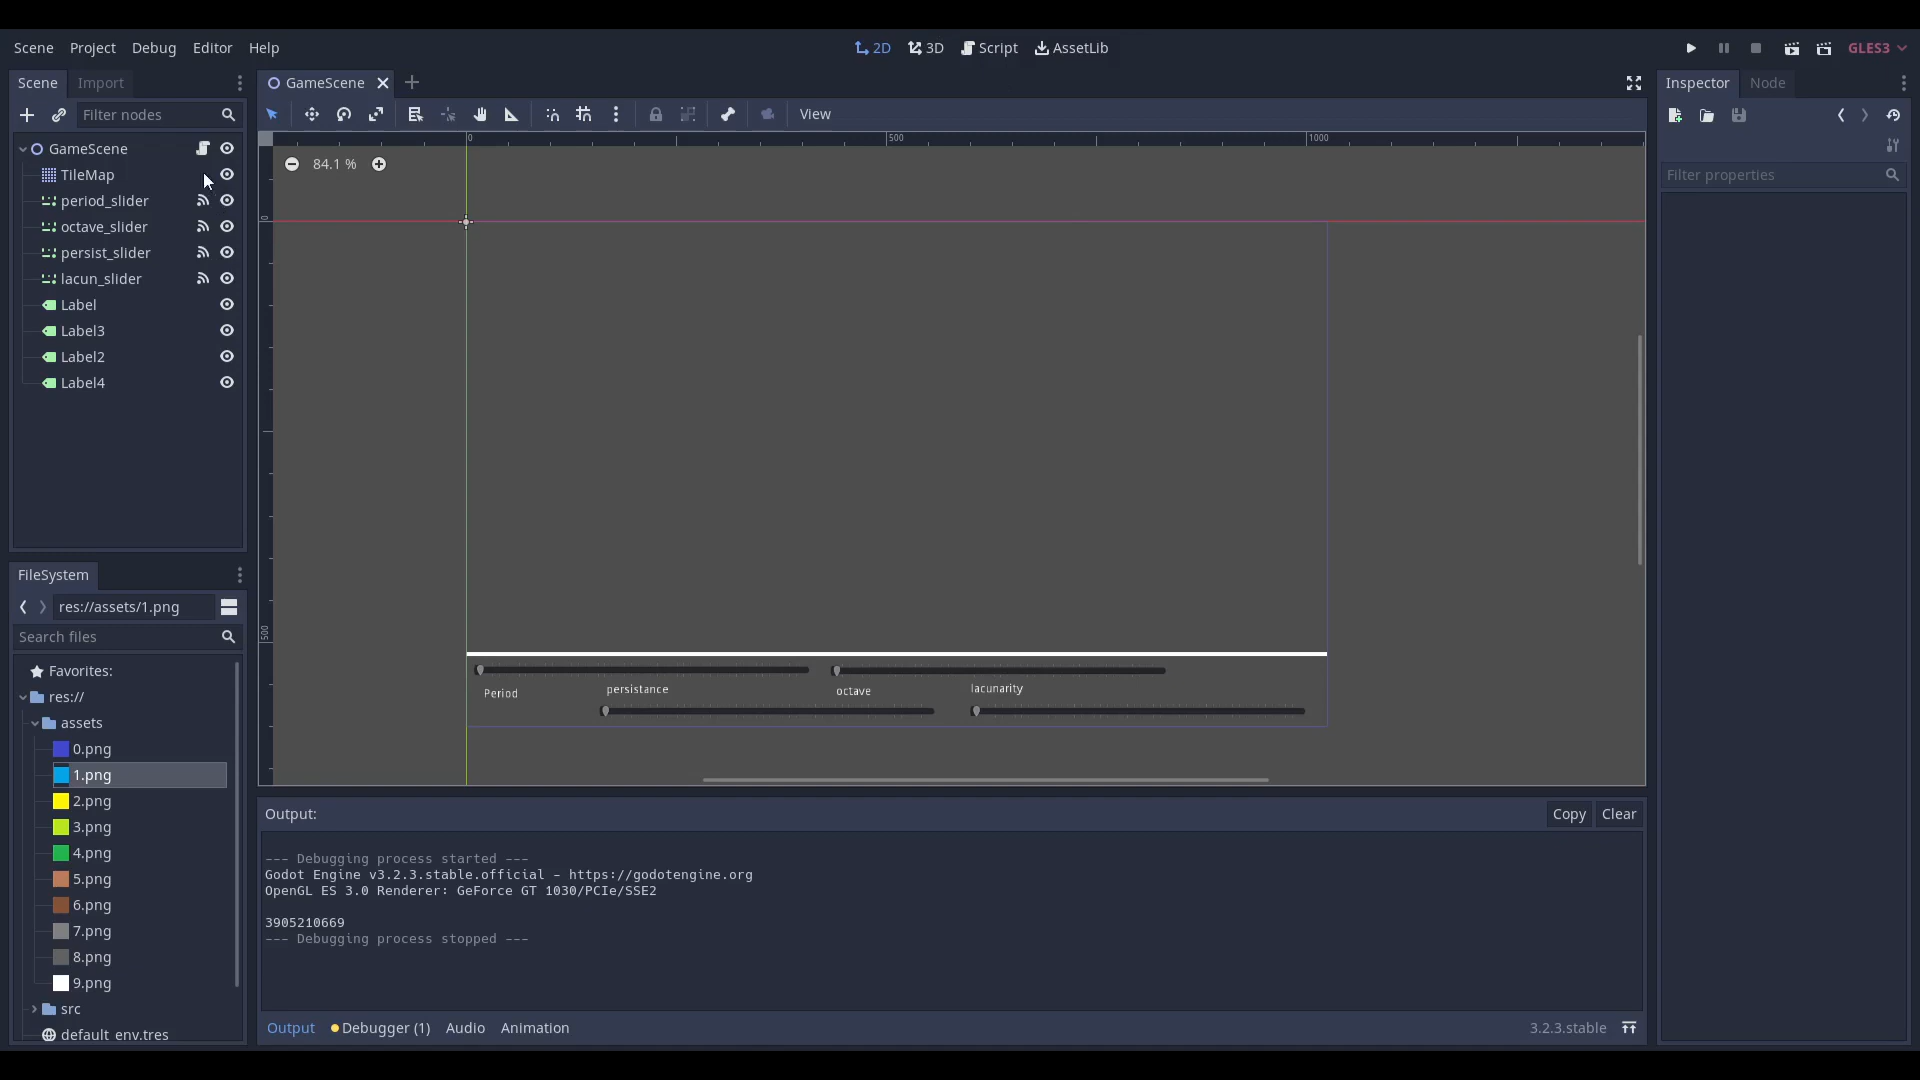 Scene Project Debug Editor Help
2D 3D Script AssetLib
GLES3
Scene Import
GameScene
Inspector Node
Filter nodes
View
GameScene
TileMap
period_slider
octave_slider
persist_slider
lacun_slider
Label
Label3
Label2
Label4
0 500 1000
84.1 %
0
500
Period
persistance
octave
lacunarity
Filter properties
FileSystem
res://assets/1.png
Search files
Favorites:
res://
assets
0.png
1.png
2.png
3.png
4.png
5.png
6.png
7.png
8.png
9.png
src
default_env.tres
Output:
Copy Clear
--- Debugging process started ---
Godot Engine v3.2.3.stable.official - https://godotengine.org
OpenGL ES 3.0 Renderer: GeForce GT 1030/PCIe/SSE2
3905210669
--- Debugging process stopped ---
Output Debugger (1) Audio Animation
3.2.3.stable